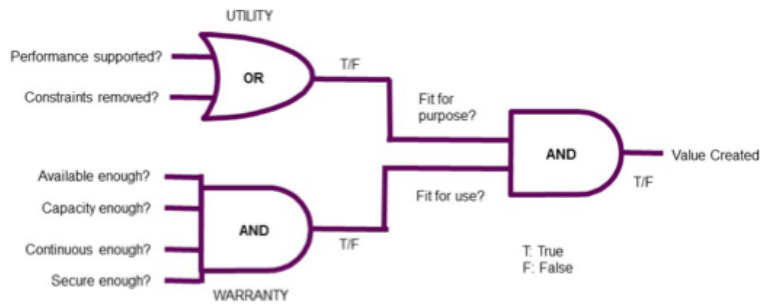 UTILITY
Performance supported?
Constraints removed?
OR
T/F
Fit for
purpose?
AND
Value Created
T/F
Available enough?
Capacity enough?
Continuous enough?
Secure enough?
AND
T/F
Fit for use?
WARRANTY
T: True
F: False